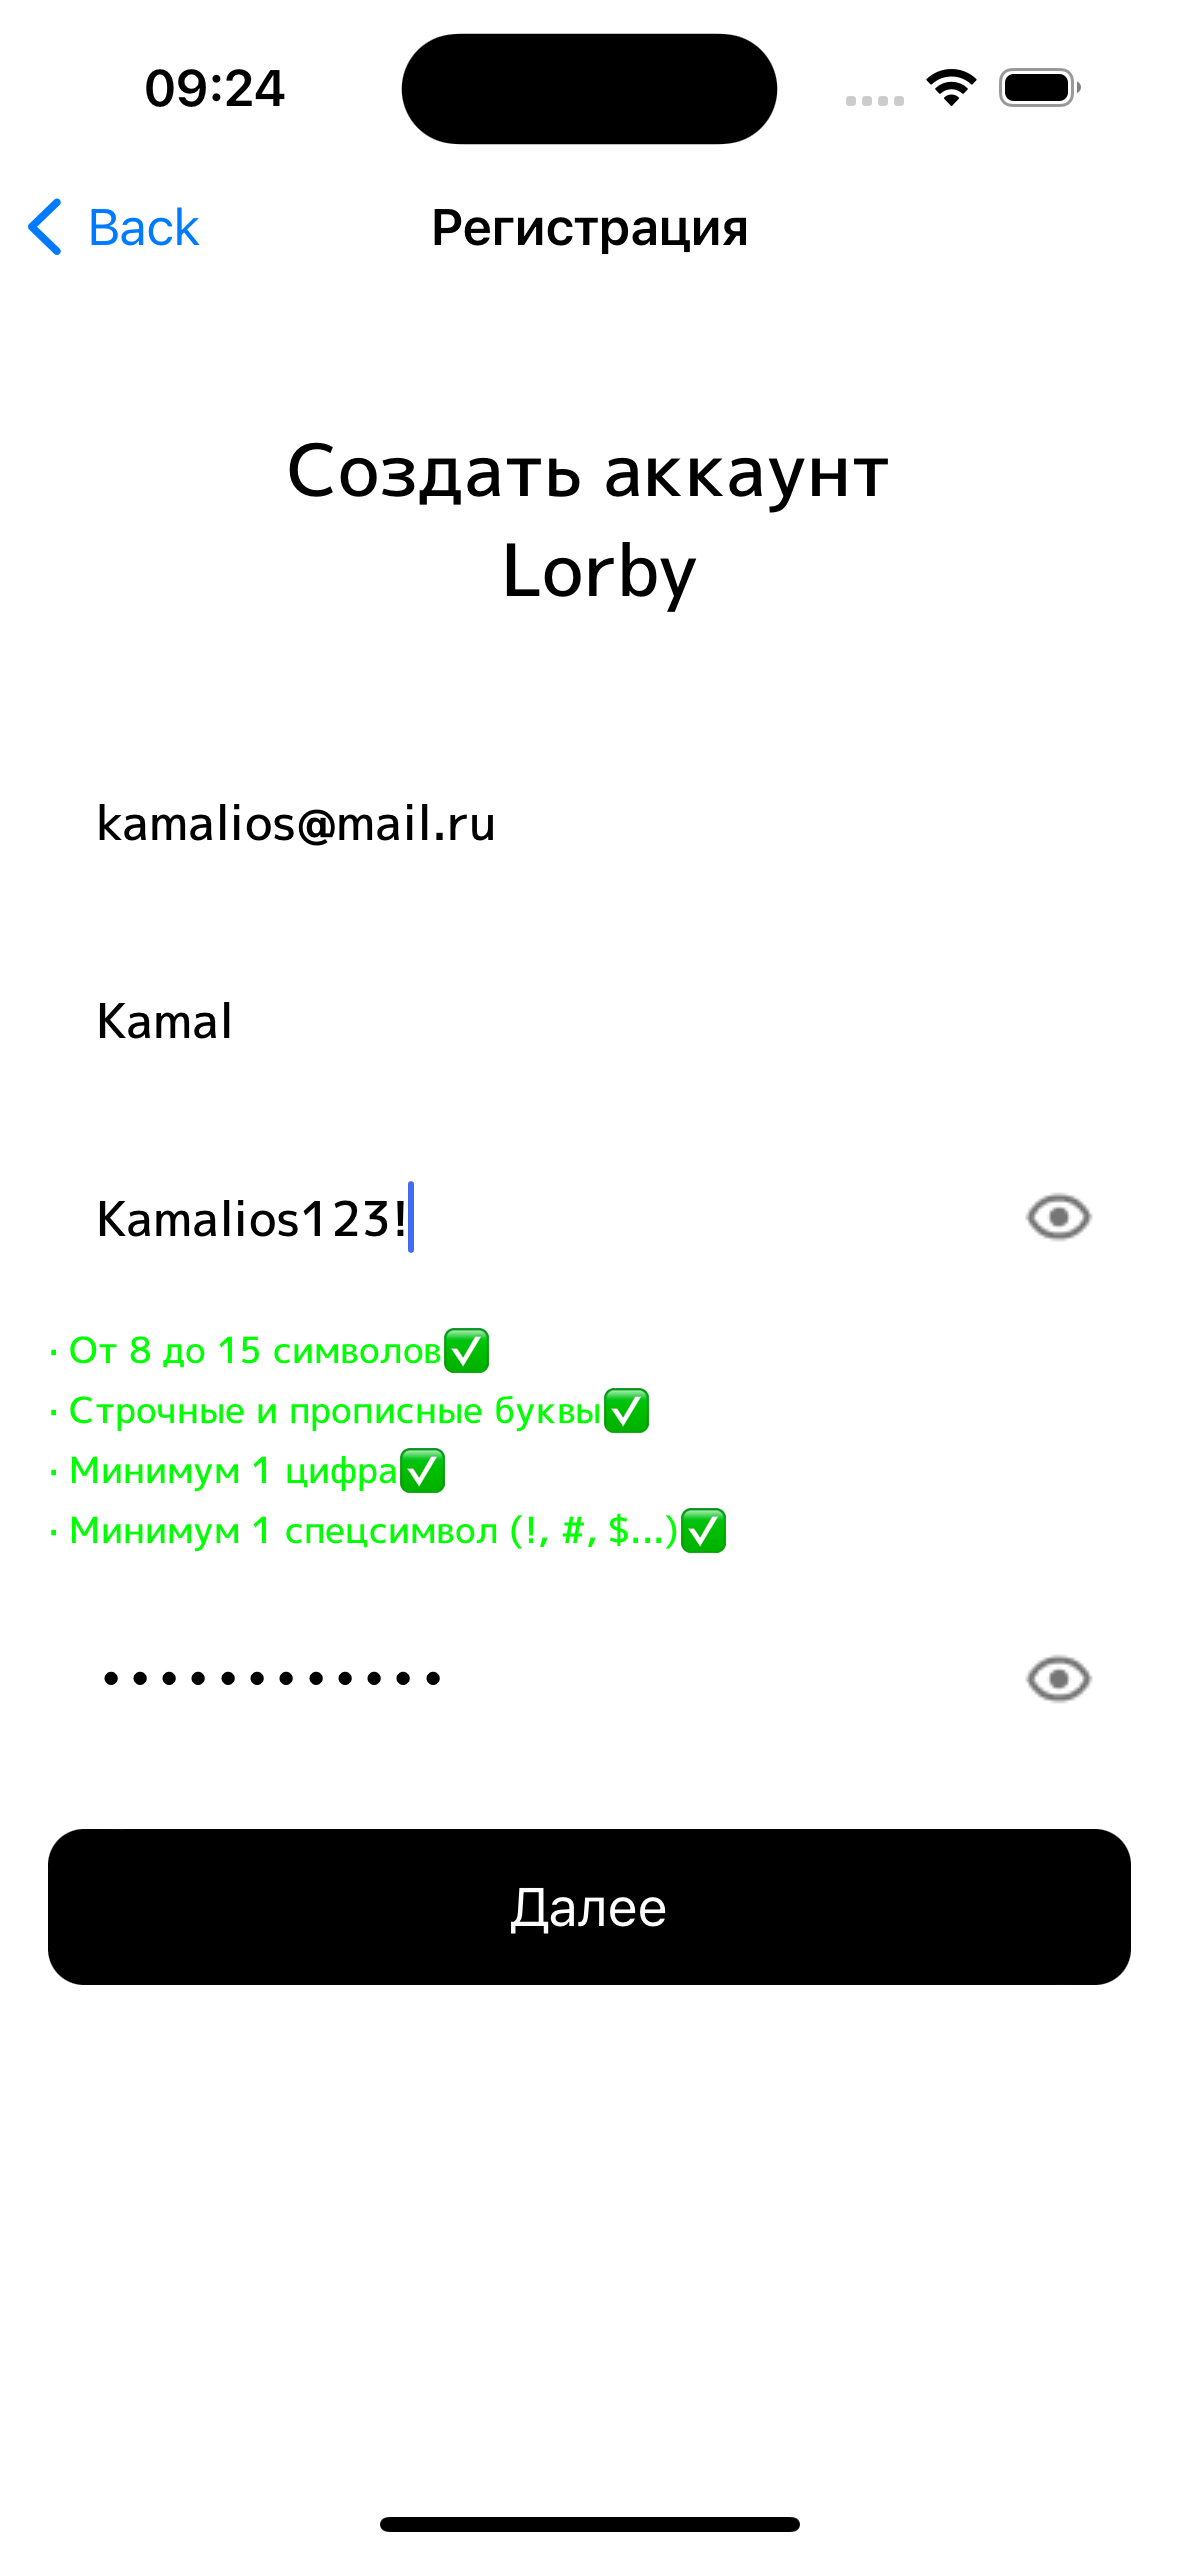 09:24
Back
Регистрация
Создать аккаунт
Lorby
kamalios@mail.ru
Kamal
Kamalios123!
· От 8 до 15 символов✅
· Строчные и прописные буквы✅
· Минимум 1 цифра✅
· Минимум 1 спецсимвол (!, #, $...)✅
••••••••••••
Далее